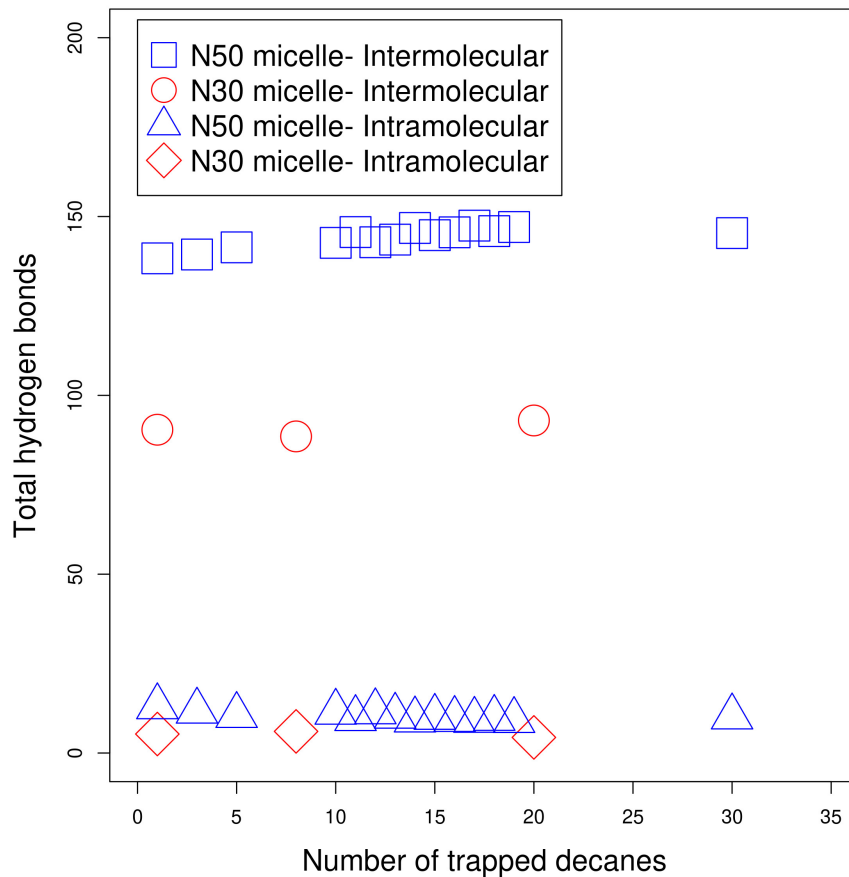 N50 micelle- Intermolecular
N30 micelle- Intermolecular
N50 micelle- Intramolecular
N30 micelle- Intramolecular
Total hydrogen bonds
200
150
100
50
0
0 5 10 15 20 25 30 35
Number of trapped decanes